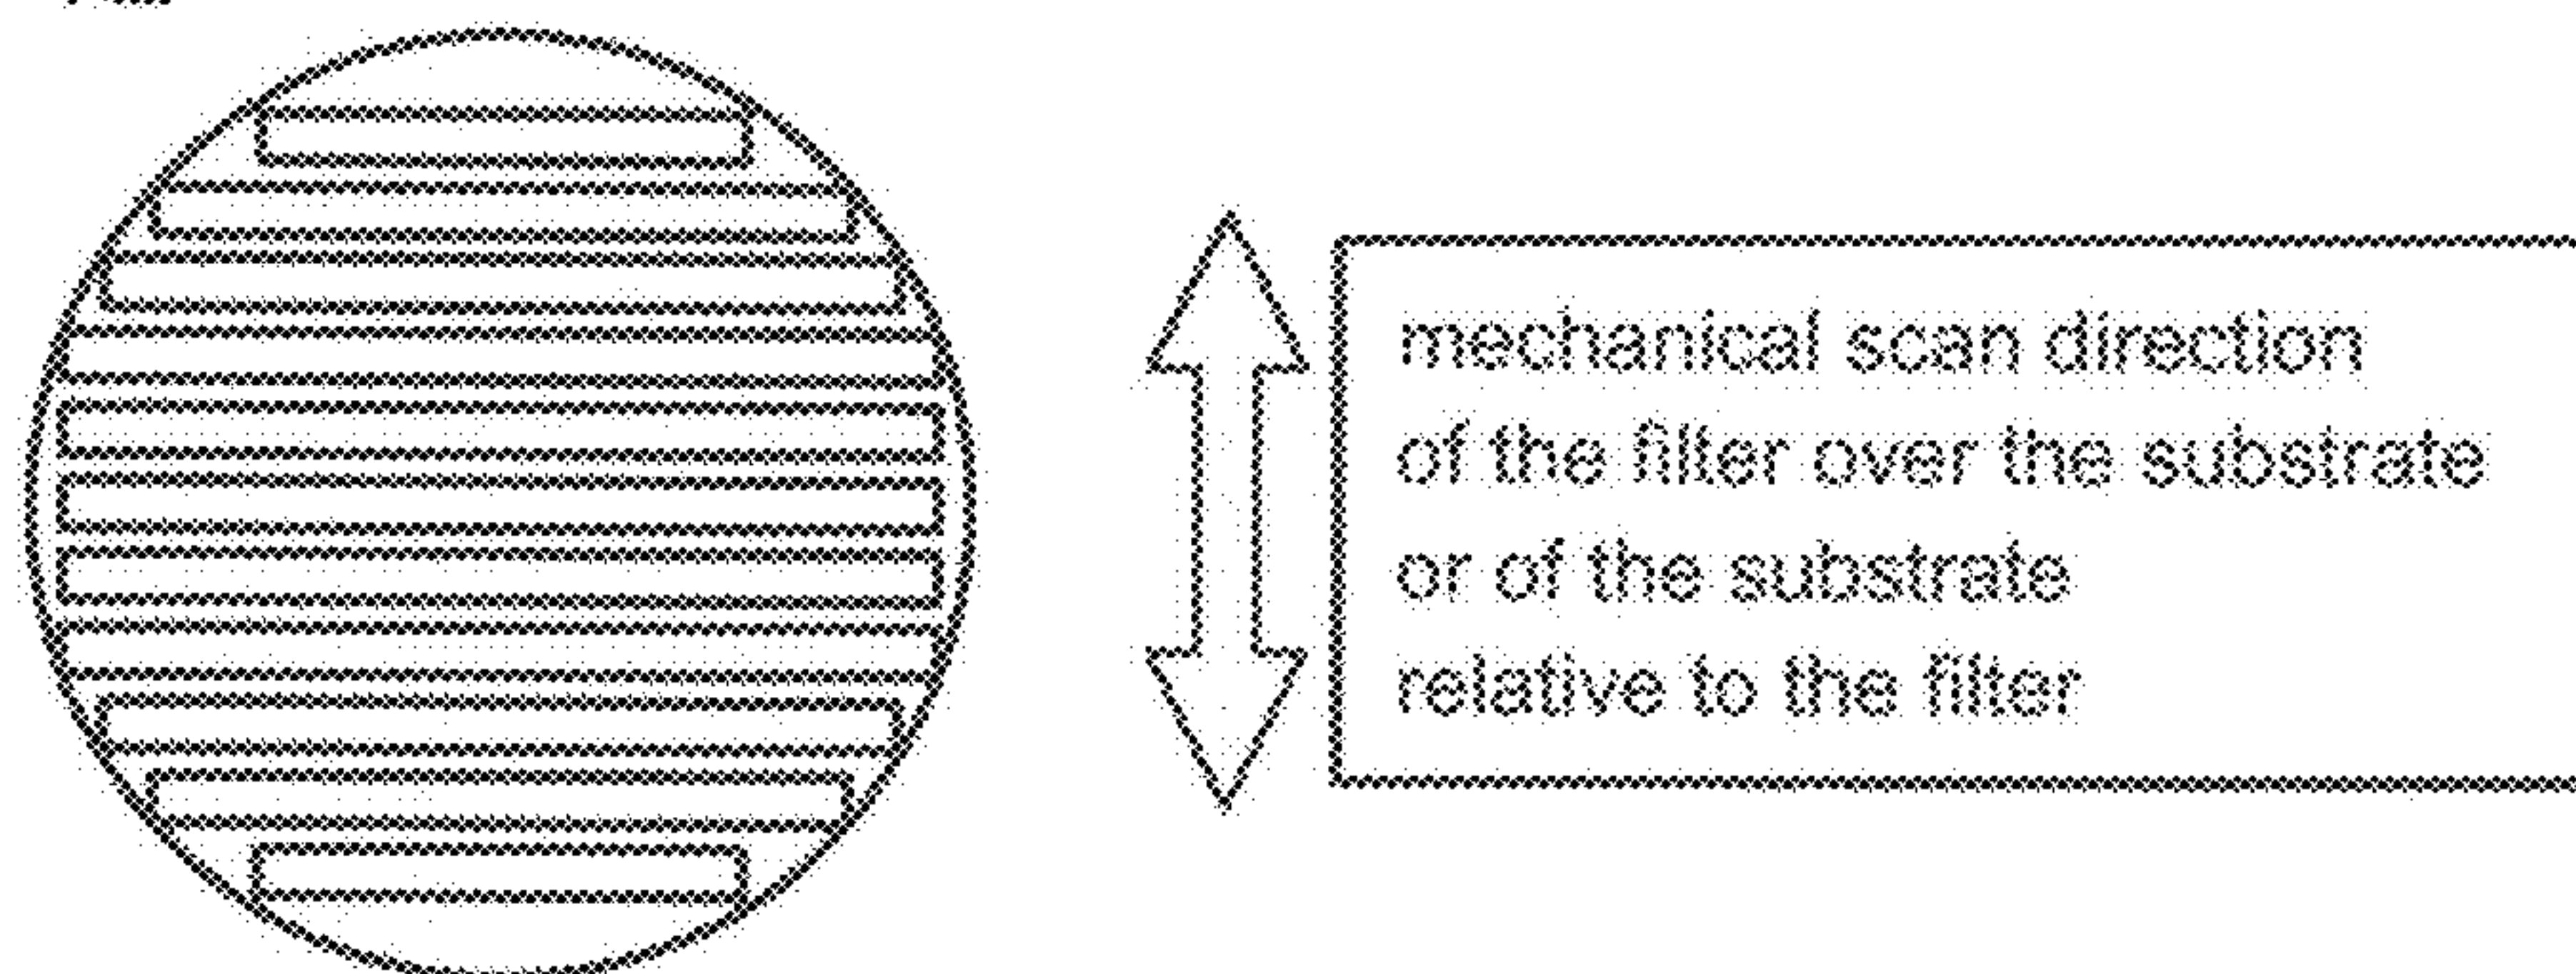 mechanical scan direction
of the filter over the substrate
or of the substrate
relative to the filter